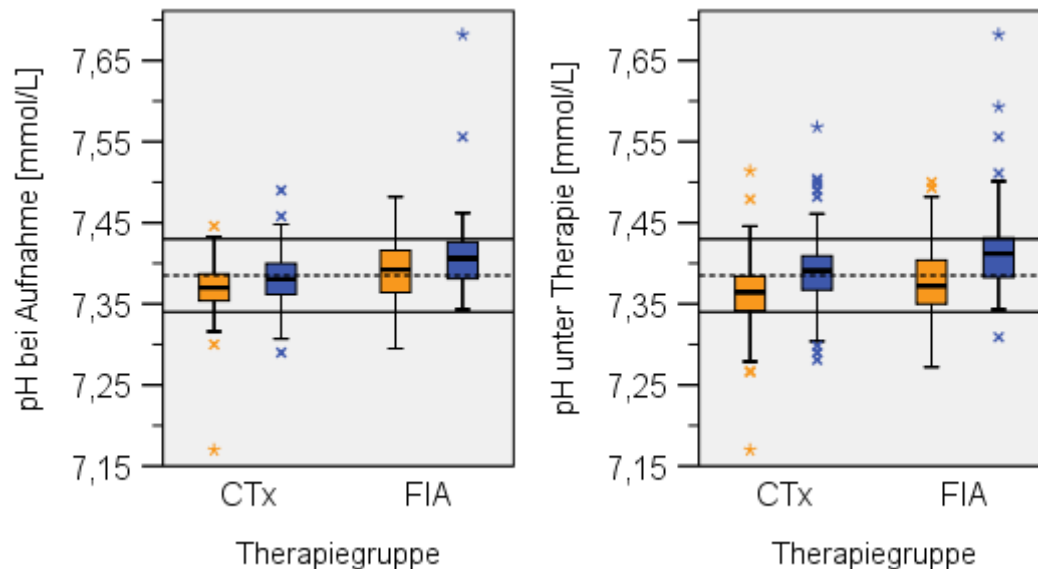 pH bei Aufnahme [mmol/L]
7,65
7,55
7,45
7,35
7,25
7,15
CTx FIA
Therapiegruppe
pH unter Therapie [mmol/L]
7,65
7,55
7,45
7,35
7,25
7,15
CTx FIA
Therapiegruppe